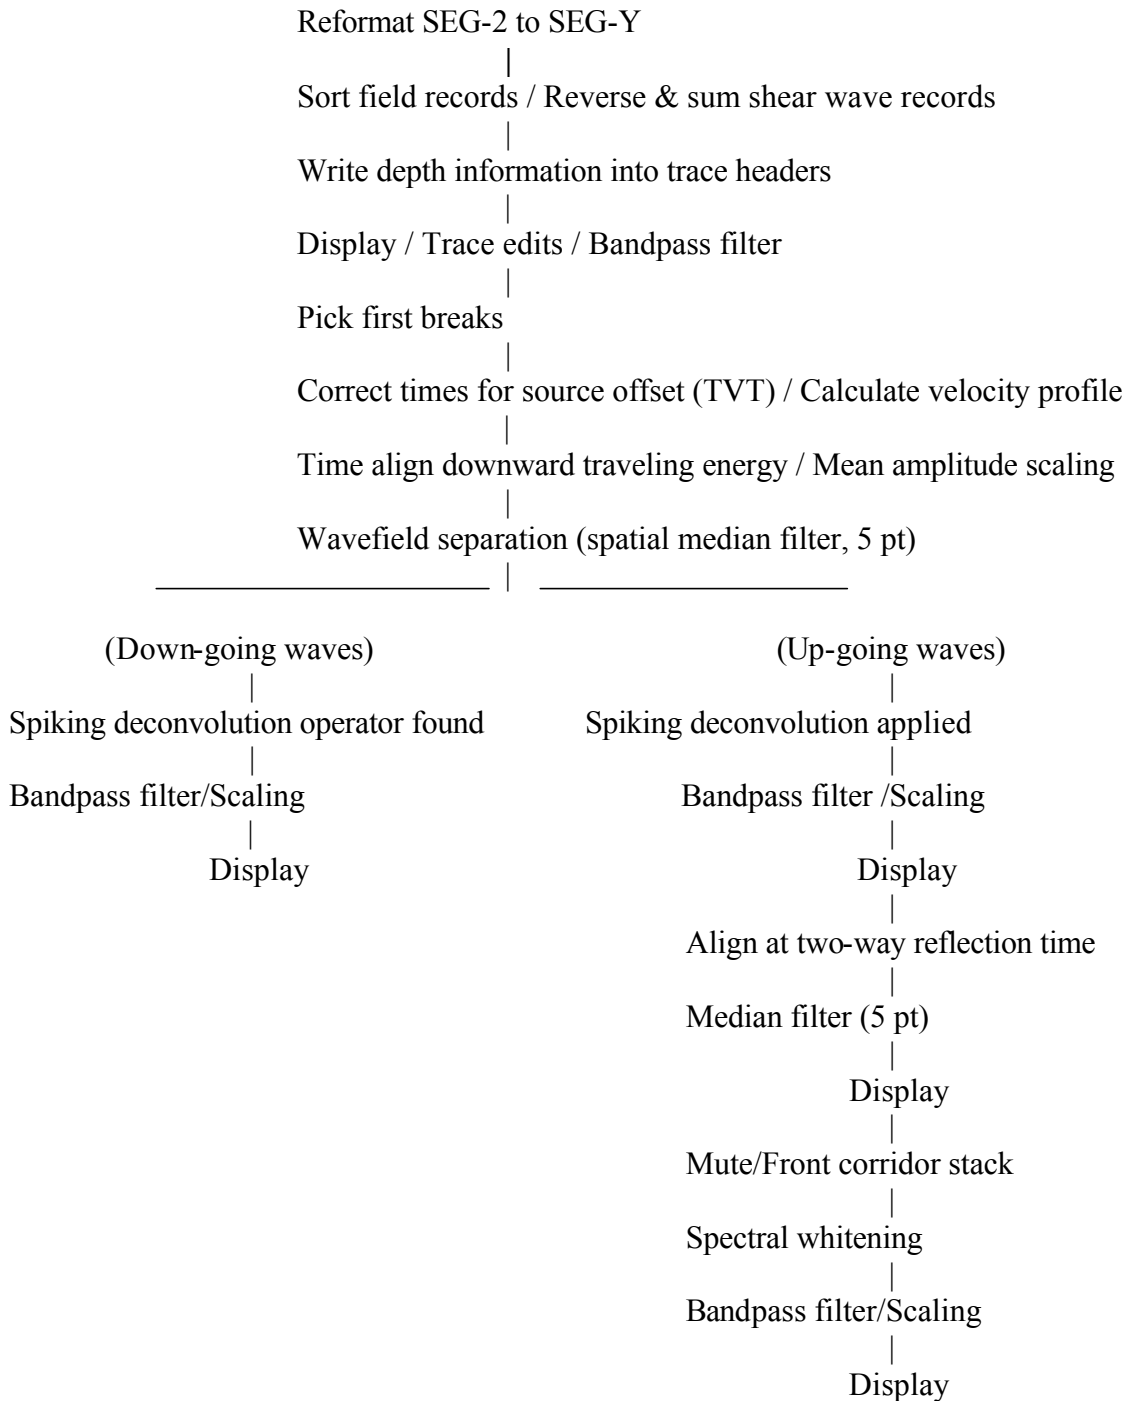 Reformat SEG-2 to SEG-Y
Sort field records / Reverse & sum shear wave records
Write depth information into trace headers
Display / Trace edits / Bandpass filter
Pick first breaks
Correct times for source offset (TVT) / Calculate velocity profile
Time align downward traveling energy / Mean amplitude scaling
Wavefield separation (spatial median filter, 5 pt)
(Down-going waves)
Spiking deconvolution operator found
Bandpass filter/Scaling
Display
(Up-going waves)
Spiking deconvolution applied
Bandpass filter /Scaling
Display
Align at two-way reflection time
Median filter (5 pt)
Display
Mute/Front corridor stack
Spectral whitening
Bandpass filter/Scaling
Display